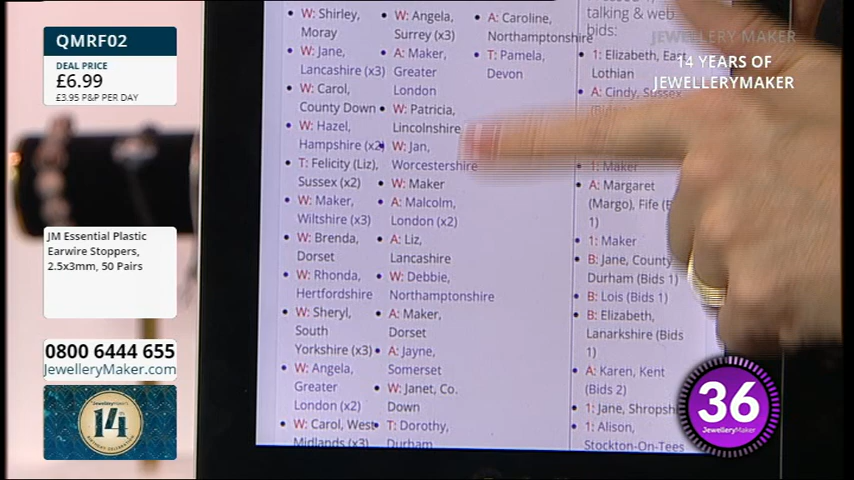 QMRF02
DEAL PRICE
£6.99
£3.95 P&P PER DAY
JM Essential Plastic
Earwire Stoppers,
2.5x3mm, 50 Pairs
0800 6444 655
JewelleryMaker.com
JewelleryMaker's
14
W: Shirley,
Moray
W: Jane,
Lancashire (x3)
W: Carol,
County Down
W: Hazel,
Hampshire (x2)
T: Felicity (Liz),
Sussex (x2)
W: Maker,
Wiltshire (x3)
W: Brenda,
Dorset
W: Rhonda,
Hertfordshire
W: Sheryl,
South
Yorkshire (x3)
W: Angela,
Greater
London (x2)
W: Carol, West
Midlands (x3)
W: Angela,
Surrey (x3)
A: Maker,
Greater
London
W: Patricia,
Lincolnshire
W: Jan,
Worcestershire
W: Maker
A: Malcolm,
London (x2)
A: Liz,
Lancashire
W: Debbie,
Northamptonshire
A: Maker,
Dorset
A: Jayne,
Somerset
W: Janet, Co.
Down
T: Dorothy,
Durham
A: Caroline,
Northamptonshire
T: Pamela,
Devon
talking & web
bids:
1: Elizabeth, East
Lothian
A: Cindy, Sussex
1: Maker
A: Margaret
(Margo), Fife (B
1)
1: Maker
B: Jane, County
Durham (Bids 1)
B: Lois (Bids 1)
B: Elizabeth,
Lanarkshire (Bids
1)
A: Karen, Kent
(Bids 2)
1: Jane, Shropsh
1: Alison,
Stockton-On-Tees
JEWELLERY MAKER
14 YEARS OF
JEWELLERYMAKER
36
JewelleryMaker